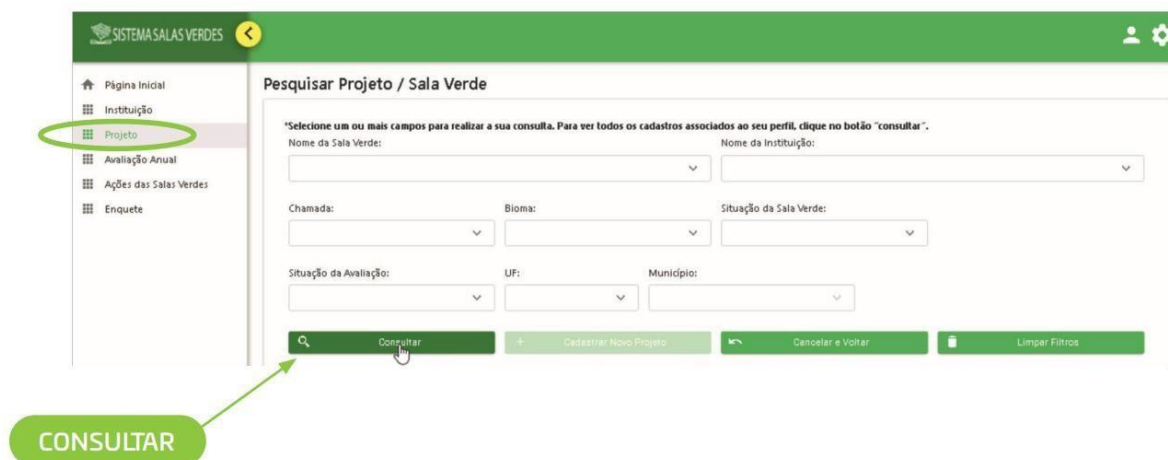 SISTEMA SALAS VERDES
Página Inicial
Instituição
Projeto
Avaliação Anual
Ações das Salas Verdes
Enquete
Pesquisar Projeto / Sala Verde
*Selecione um ou mais campos para realizar a sua consulta. Para ver todos os cadastros associados ao seu perfil, clique no botão "consultar".
Nome da Sala Verde:
Nome da Instituição:
Chamada:
Bioma:
Situação da Sala Verde:
Situação da Avaliação:
UF:
Município:
Consultar
+ Cadastrar Novo Projeto
Cancelar e Voltar
Limpar Filtros
CONSULTAR